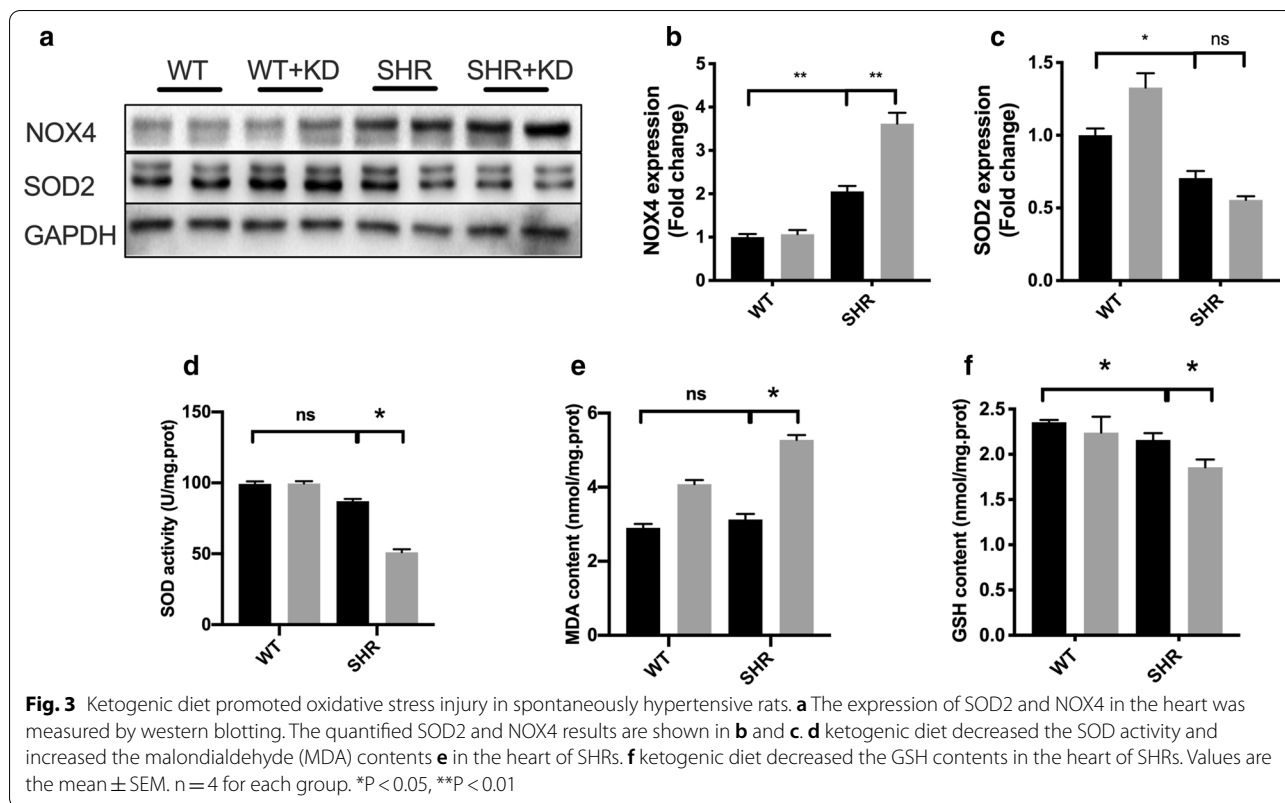 a
WT WT+KD SHR SHR+KD
NOX4
SOD2
GAPDH
b
NOX4 expression
(Fold change)
5
4
3
2
1
0
** **
WT SHR
c
SOD2 expression
(Fold change)
1.5
1.0
0.5
0.0
* ns
WT SHR
d
SOD activity (U/mg.prot)
150
100
50
0
ns *
WT SHR
e
MDA content (nmol/mg.prot)
6
4
2
0
ns *
WT SHR
f
GSH content (nmol/mg.prot)
2.5
2.0
1.5
1.0
0.5
0.0
* *
WT SHR
Fig. 3 Ketogenic diet promoted oxidative stress injury in spontaneously hypertensive rats. a The expression of SOD2 and NOX4 in the heart was
measured by western blotting. The quantified SOD2 and NOX4 results are shown in b and c. d ketogenic diet decreased the SOD activity and
increased the malondialdehyde (MDA) contents e in the heart of SHRs. f ketogenic diet decreased the GSH contents in the heart of SHRs. Values are
the mean ± SEM. n = 4 for each group. *P < 0.05, **P < 0.01